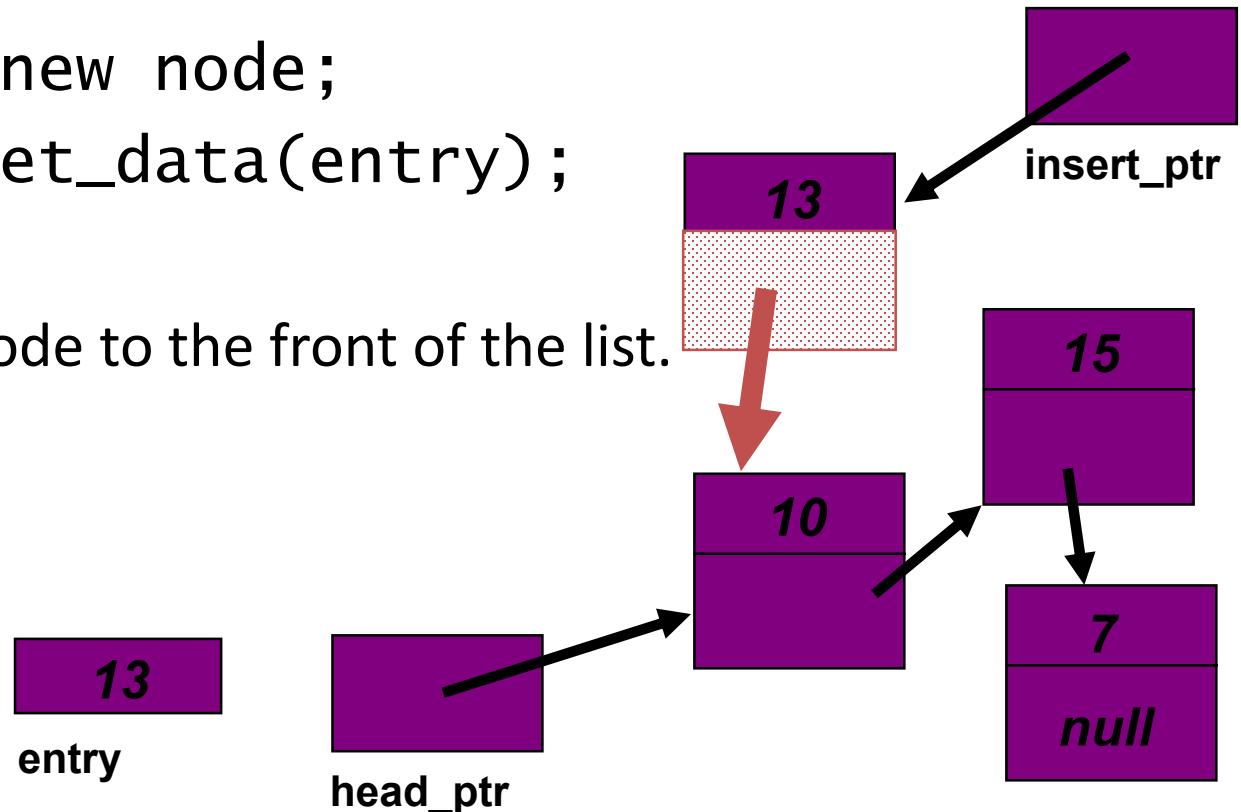 new node;
et_data(entry);
ode to the front of the list.
insert_ptr
13
15
10
7
null
13
entry
head_ptr